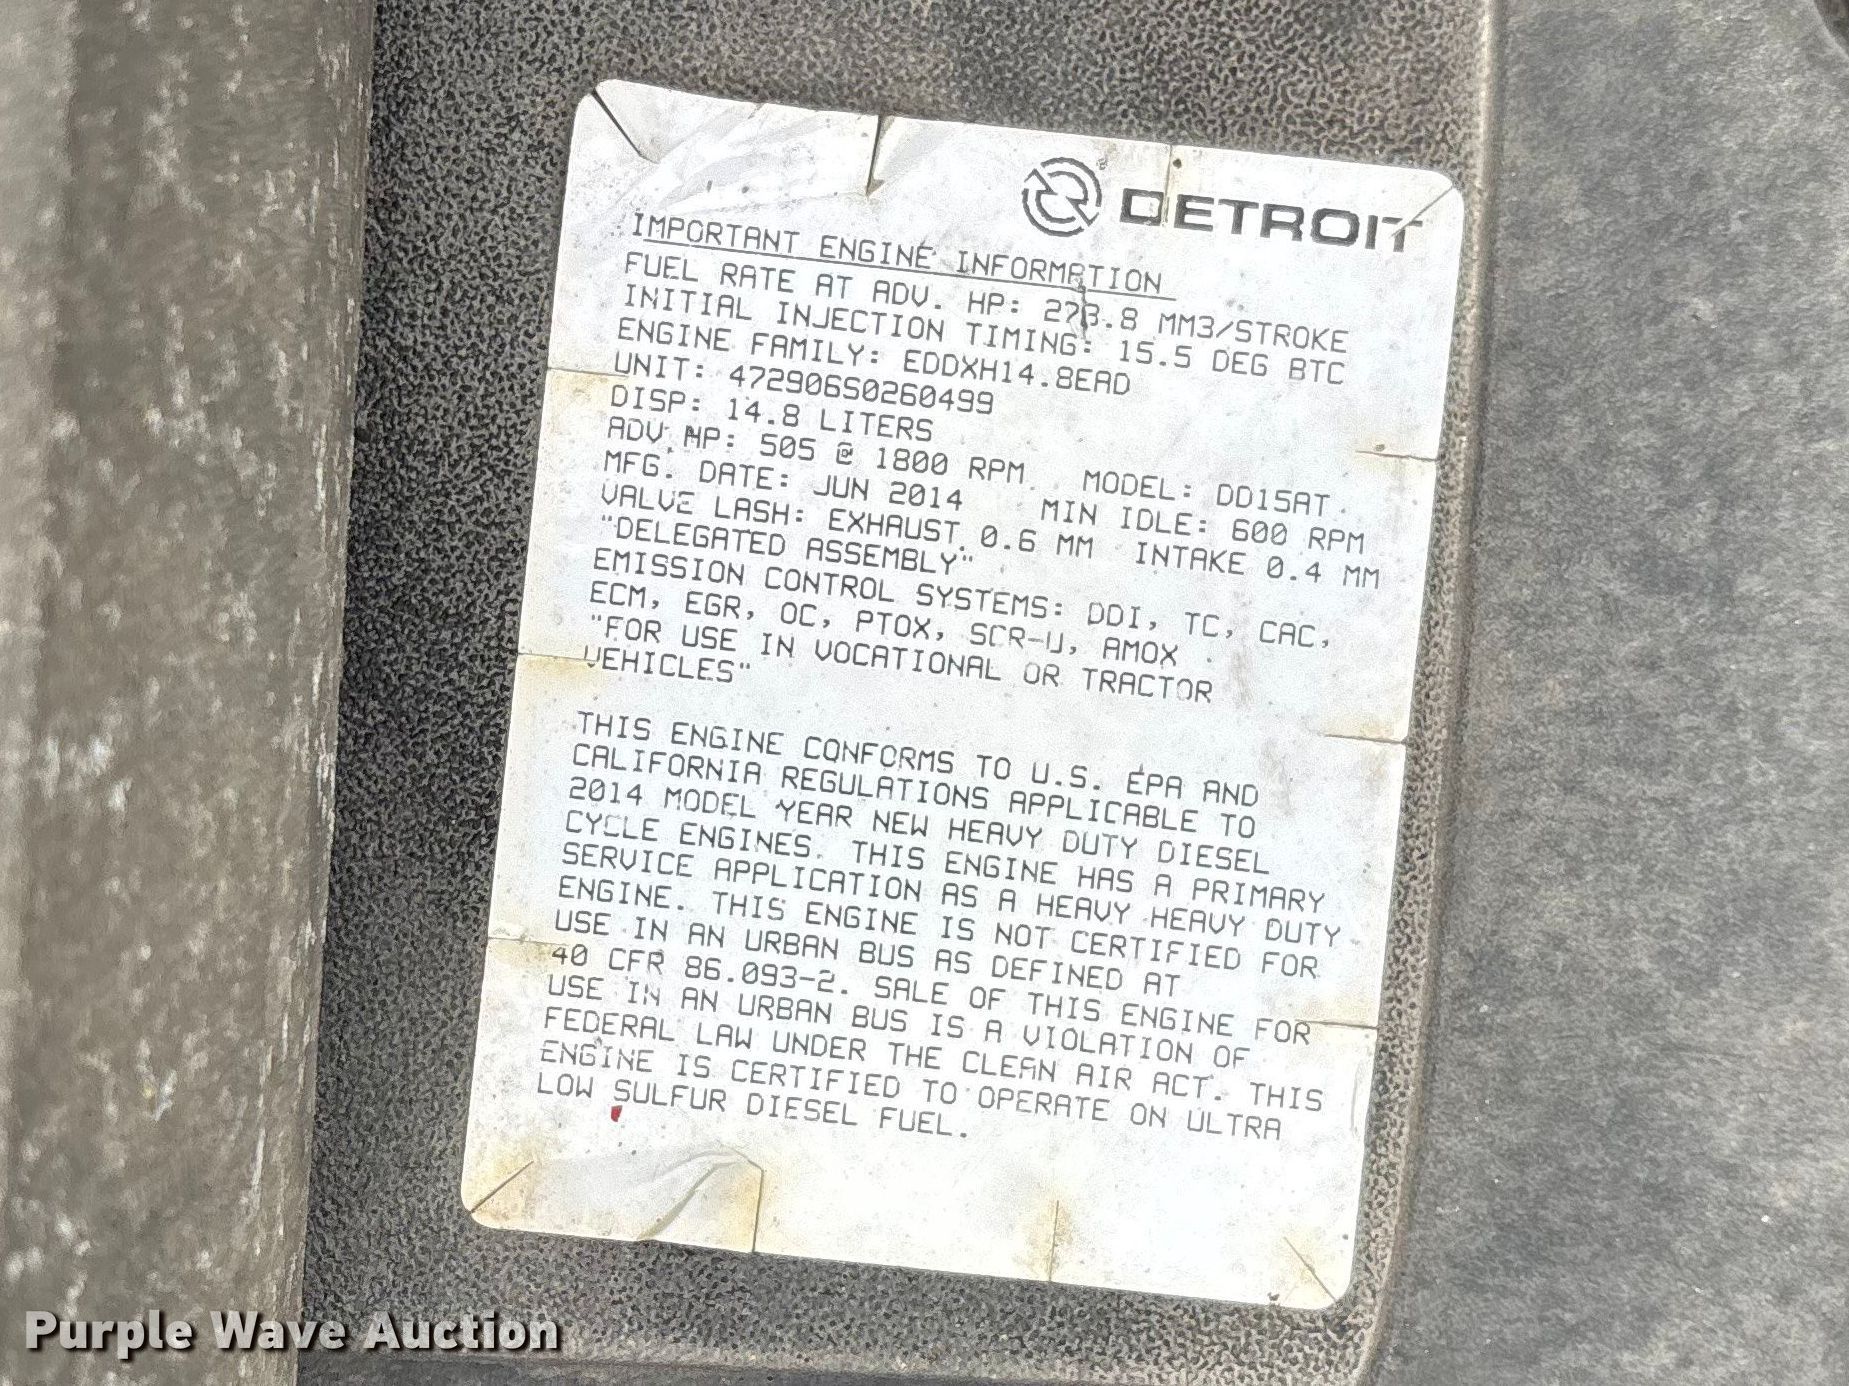 DETROIT
IMPORTANT ENGINE INFORMATION
FUEL RATE AT ADV. HP: 273.8 MM3/STROKE
INITIAL INJECTION TIMING: 15.5 DEG BTC
ENGINE FAMILY: EDDXH14.8EAD
UNIT: 472906S0260499
DISP: 14.8 LITERS
ADV HP: 505 @ 1800 RPM MODEL: DD15AT
MFG. DATE: JUN 2014 MIN IDLE: 600 RPM
VALVE LASH: EXHAUST 0.6 MM INTAKE 0.4 MM
"DELEGATED ASSEMBLY"
EMISSION CONTROL SYSTEMS: DDI, TC, CAC,
ECM, EGR, OC, PTOX, SCR-U, AMOX
"FOR USE IN VOCATIONAL OR TRACTOR
VEHICLES"
THIS ENGINE CONFORMS TO U.S. EPA AND
CALIFORNIA REGULATIONS APPLICABLE TO
2014 MODEL YEAR NEW HEAVY DUTY DIESEL
CYCLE ENGINES. THIS ENGINE HAS A PRIMARY
SERVICE APPLICATION AS A HEAVY HEAVY DUTY
ENGINE. THIS ENGINE IS NOT CERTIFIED FOR
USE IN AN URBAN BUS AS DEFINED AT
40 CFR 86.093-2. SALE OF THIS ENGINE FOR
USE IN AN URBAN BUS IS A VIOLATION OF
FEDERAL LAW UNDER THE CLEAN AIR ACT. THIS
ENGINE IS CERTIFIED TO OPERATE ON ULTRA
LOW SULFUR DIESEL FUEL.
Purple Wave Auction